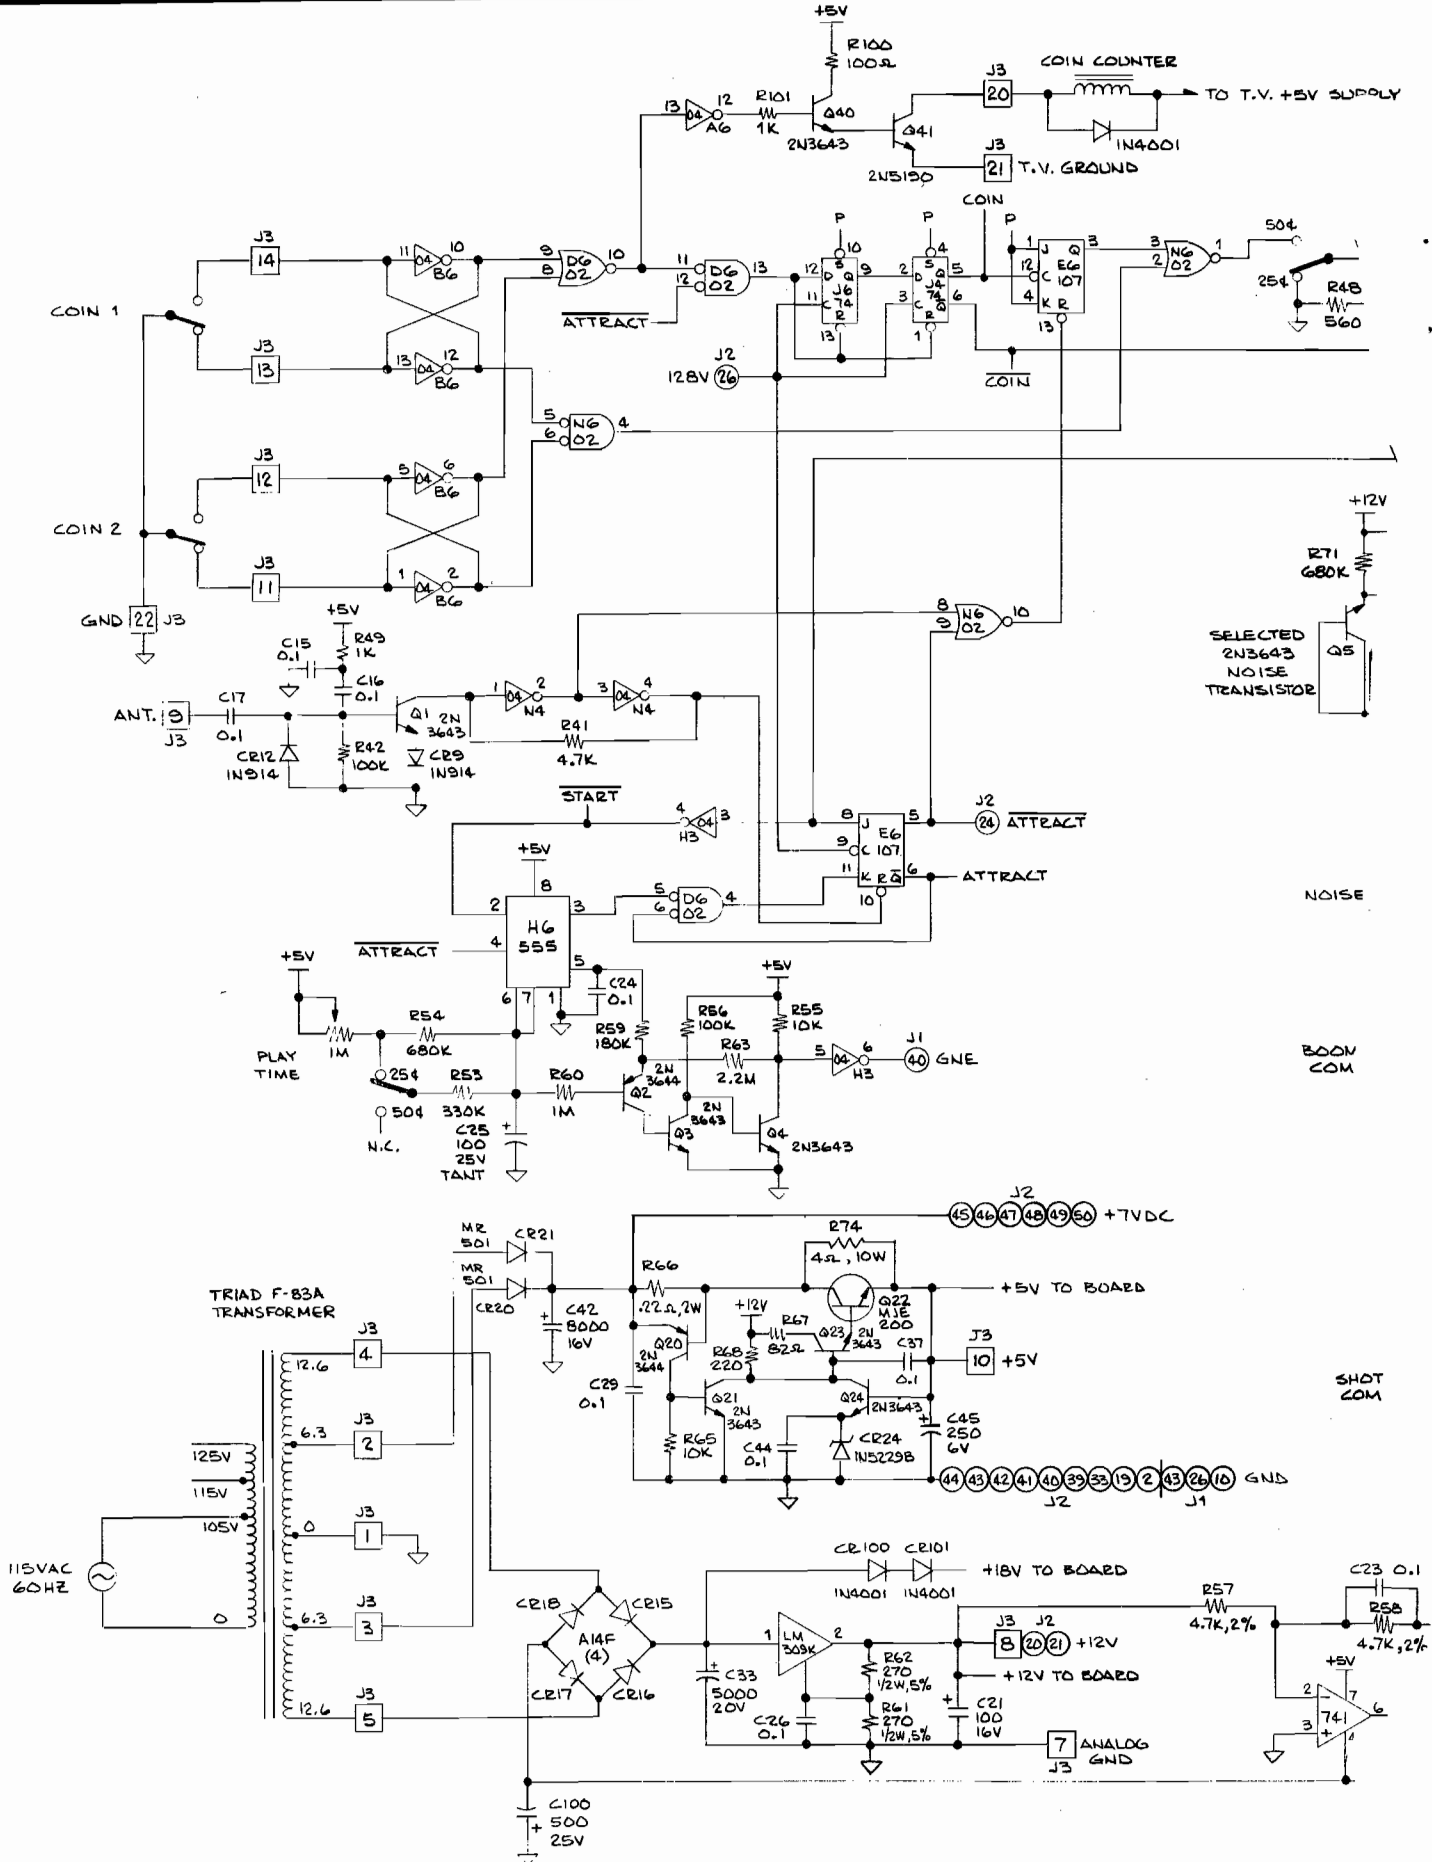 +5V
R100
100Ω
COIN COUNTER
J3
20
TO T.V. +5V SUPPLY
1N4001
13 04 12
A6
R101
1K
Q40
2N3643
Q41
2N5190
J3
21 T.V. GROUND
COIN
P P P
J3
14
11 04 10
B6
9 D6 10
8 02
11 D6 13
12 02
ATTRACT
12 D S Q 9
10
11 C J6
74
R
13
2 D S Q 5
4
3 C J4
74 Q 6
R
1
1 J Q 3
12 C E6
4 K R 107
13
3 N6 1
2 02
50¢
25¢
R48
560
COIN 1
J3
13
13 04 12
B6
J2
128V 26
COIN
5 N6 4
6 02
J3
12
5 04 6
B6
COIN 2
J3
11
1 04 2
B6
GND 22 J3
+12V
R71
680K
Q5
SELECTED
2N3643
NOISE
TRANSISTOR
8 N6 10
9 02
+5V
R49
1K
C15
0.1
C16
0.1
ANT. 9
J3
C17
0.1
CR12
1N914
R42
100K
Q1 2N
3643
CR9
1N914
1 04 2
N4
3 04 4
N4
R41
4.7K
START
4 04 3
H3
8 J E6 5
9 C 107
11 K R Q 6
10
J2
24 ATTRACT
ATTRACT
NOISE
+5V
8
2 H6 3
4 555
5
6 7 1
ATTRACT
5 D6 4
6 02
C24
0.1
+5V
1M
PLAY
TIME
R54
680K
25¢
50¢
N.C.
R53
330K
C25
100
25V
TANT
R60
1M
R59
180K
2N
3644
Q2
R56
100K
R63
2.2M
+5V
R55
10K
2N
3643
Q3
Q4
2N3643
5 04 6
H3
J1
40 GNE
BOON
COM
J2
45 46 47 48 49 50 +7VDC
MR
501
CR21
MR
501
CR20
TRIAD F-83A
TRANSFORMER
R66
.22Ω,2W
R74
4Ω, 10W
+5V TO BOARD
Q22
MJE
200
C42
8000
16V
+12V
R67
82Ω
Q23 2N
3643
R68
220
C37
0.1
J3
10 +5V
Q20
2N
3644
C29
0.1
Q21
2N
3643
Q24
2N3643
R65
10K
C44
0.1
CR24
1N5229B
C45
250
6V
44 43 42 41 40 39 33 19 2 43 26 10 GND
J2 J1
SHOT
COM
12.6
J3
4
6.3
J3
2
125V
115V
105V
0
J3
1
0
115VAC
60HZ
6.3
J3
3
12.6
J3
5
CR18
CR15
A14F
(4)
CR17
CR16
CR100 CR101
1N4001 1N4001
+18V TO BOARD
1 LM 2
309K
C33
5000
20V
C26
0.1
R62
270
1/2W,5%
R61
270
1/2W,5%
J3 J2
8 20 21 +12V
+12V TO BOARD
C21
100
16V
7 ANALOG
GND
J3
R57
4.7K,2%
C23 0.1
R58
4.7K,2%
+5V
2 - 7
741 6
3 + 4
C100
500
25V